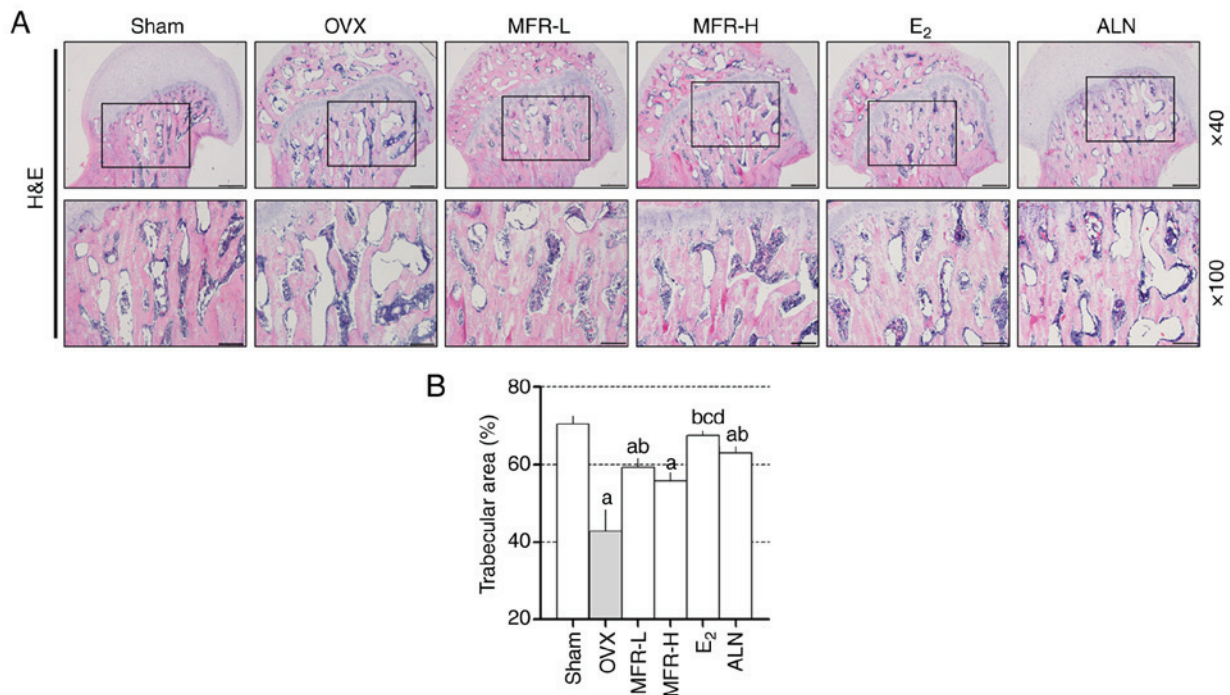 A
Sham OVX MFR-L MFR-H E₂ ALN
H&E
×40
×100
B
Trabecular area (%)
80
60
40
20
a
ab
a
bcd
ab
Sham
OVX
MFR-L
MFR-H
E₂
ALN